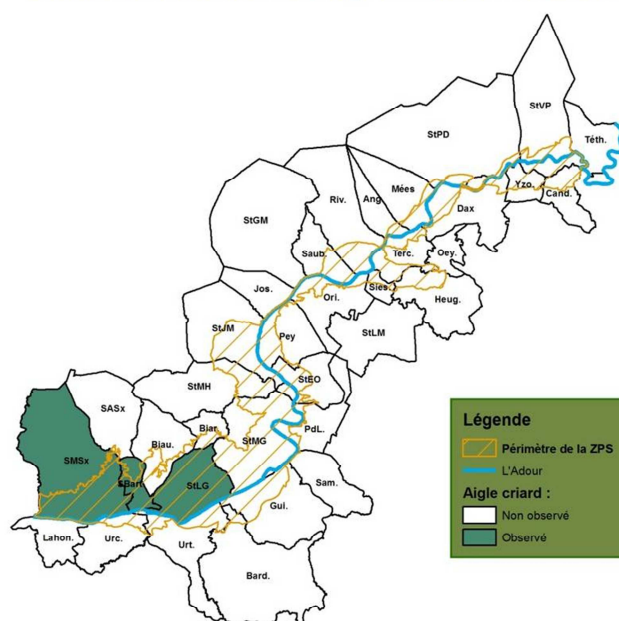 StVP
StPD
Téth.
Mées
Yzo.
Cand.
Riv.
Ang
Dax
StGM
Saub.
Terc.
Oey.
Jos.
Ori.
Sies.
Heug.
StJM
Pey
StLM
StMH
StEO
SASx
Biar.
Biau.
StMG
PdL.
SMSx
SBart
StLG
Sam.
Gui.
Lahon.
Urc.
Urt.
Bard.
Légende
Périmètre de la ZPS
L'Adour
Aigle criard :
Non observé
Observé